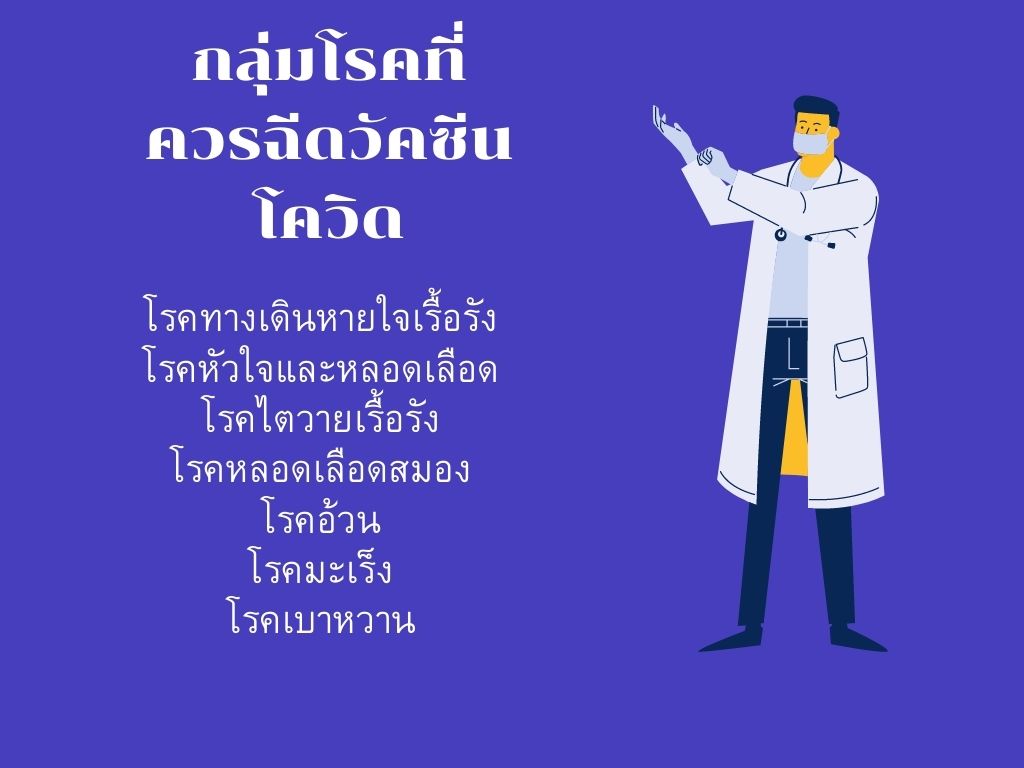 กลุ่มโรคที่
ควรฉีดวัคซีน
โควิด
โรคทางเดินหายใจเรื้อรัง
โรคหัวใจและหลอดเลือด
โรคไตวายเรื้อรัง
โรคหลอดเลือดสมอง
โรคอ้วน
โรคมะเร็ง
โรคเบาหวาน